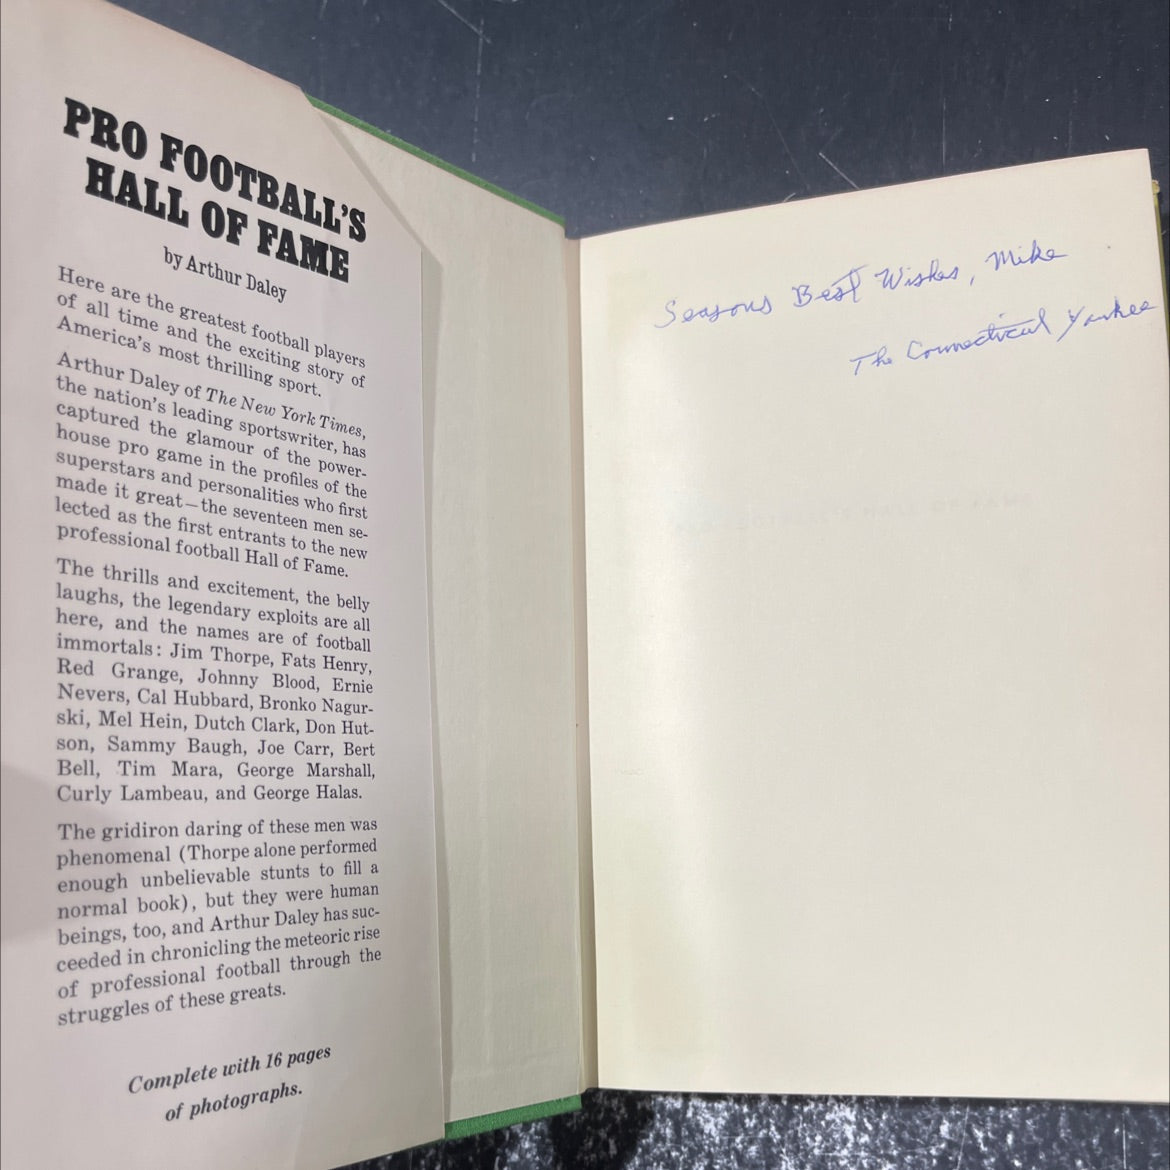 PRO FOOTBALL'S
HALL OF FAME
by Arthur Daley
Here are the greatest football players
of all time and the exciting story of
America's most thrilling sport.
Arthur Daley of The New York Times,
the nation's leading sportswriter, has
captured the glamour of the power-
house pro game in the profiles of the
superstars and personalities who first
made it great—the seventeen men se-
lected as the first entrants to the new
professional football Hall of Fame.
The thrills and excitement, the belly
laughs, the legendary exploits are all
here, and the names are of football
immortals: Jim Thorpe, Fats Henry,
Red Grange, Johnny Blood, Ernie
Nevers, Cal Hubbard, Bronko Nagur-
ski, Mel Hein, Dutch Clark, Don Hut-
son, Sammy Baugh, Joe Carr, Bert
Bell, Tim Mara, George Marshall,
Curly Lambeau, and George Halas.
The gridiron daring of these men was
phenomenal (Thorpe alone performed
enough unbelievable stunts to fill a
normal book), but they were human
beings, too, and Arthur Daley has suc-
ceeded in chronicling the meteoric rise
of professional football through the
struggles of these greats.
Complete with 16 pages
of photographs.
Seasons Best Wishes, Mike
The Connecticut Yankee